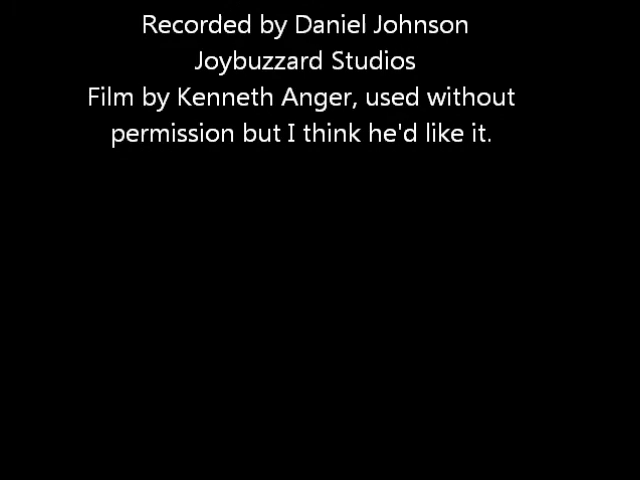 Recorded by Daniel Johnson
Joybuzzard Studios
Film by Kenneth Anger, used without
permission but I think he'd like it.